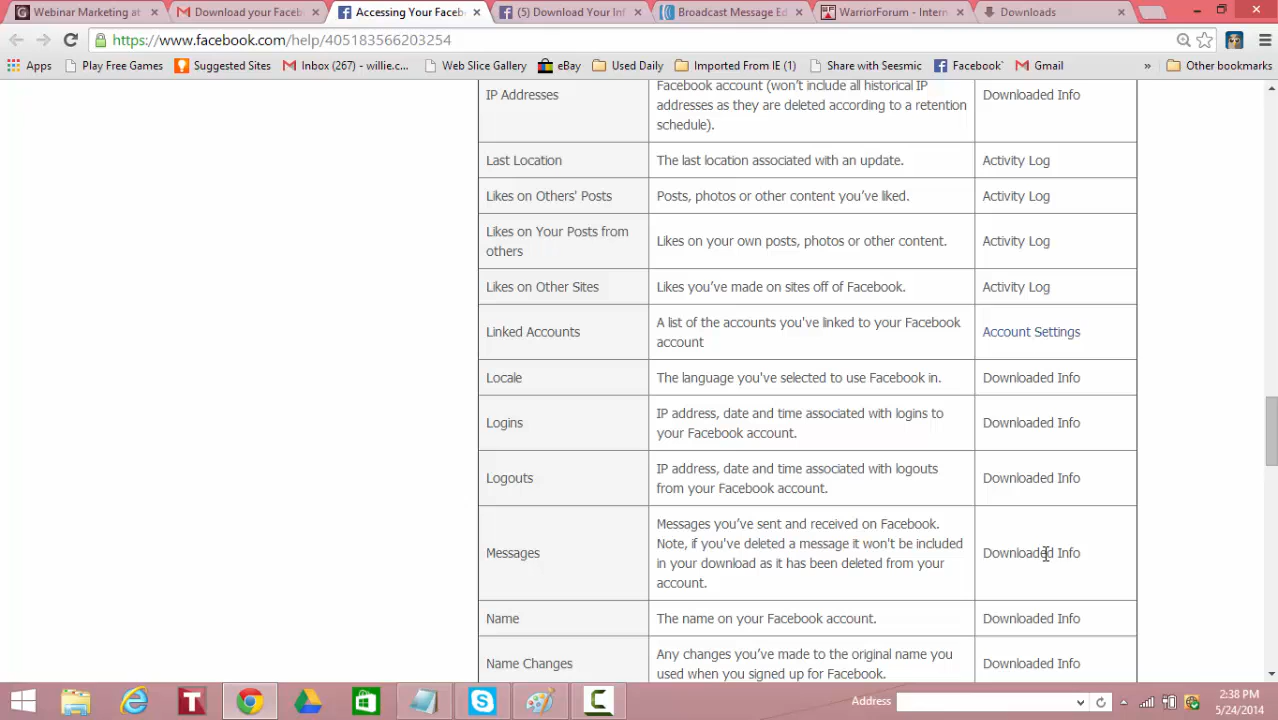 Webinar Marketing at
Download your Faceb
Accessing Your Faceb
(5) Download Your Inf
Broadcast Message Ed
WarriorForum - Intern
Downloads
https://www.facebook.com/help/405183566203254
Apps
Play Free Games
Suggested Sites
Inbox (267) - willie.c...
Web Slice Gallery
eBay
Used Daily
Imported From IE (1)
Share with Seesmic
Facebook
Gmail
»
Other bookmarks
IP Addresses
Facebook account (won't include all historical IP
addresses as they are deleted according to a retention
schedule).
Downloaded Info
Last Location
The last location associated with an update.
Activity Log
Likes on Others' Posts
Posts, photos or other content you've liked.
Activity Log
Likes on Your Posts from
others
Likes on your own posts, photos or other content.
Activity Log
Likes on Other Sites
Likes you've made on sites off of Facebook.
Activity Log
Linked Accounts
A list of the accounts you've linked to your Facebook
account
Account Settings
Locale
The language you've selected to use Facebook in.
Downloaded Info
Logins
IP address, date and time associated with logins to
your Facebook account.
Downloaded Info
Logouts
IP address, date and time associated with logouts
from your Facebook account.
Downloaded Info
Messages
Messages you've sent and received on Facebook.
Note, if you've deleted a message it won't be included
in your download as it has been deleted from your
account.
Downloaded Info
Name
The name on your Facebook account.
Downloaded Info
Name Changes
Any changes you've made to the original name you
used when you signed up for Facebook.
Downloaded Info
Address
2:38 PM
5/24/2014